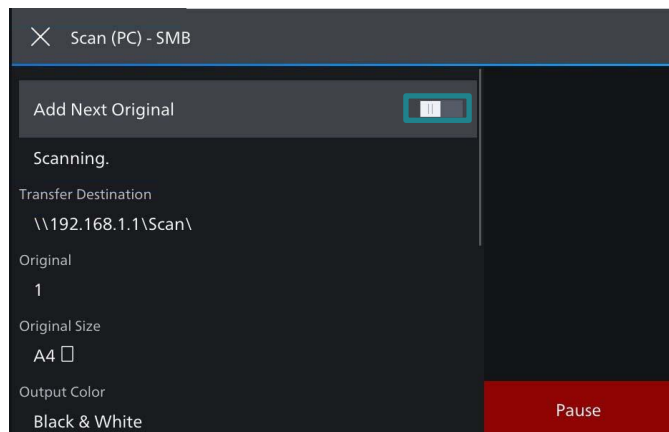 Scan (PC) - SMB
Add Next Original
Scanning.
Transfer Destination
\\192.168.1.1\Scan\
Original
1
Original Size
A4
Output Color
Black & White
Pause